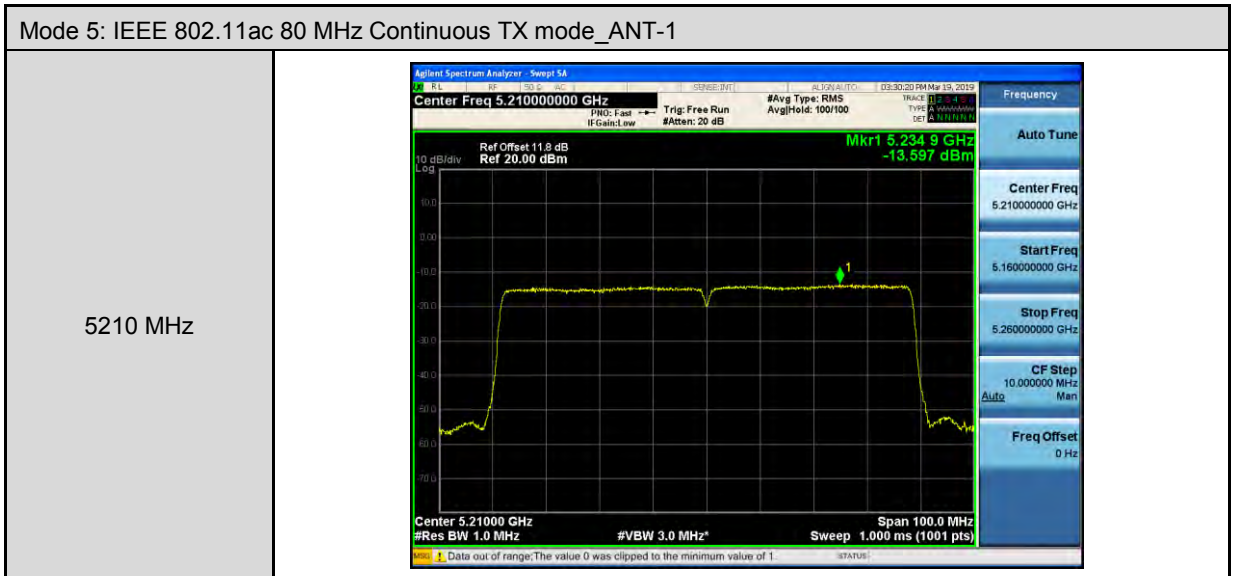 Mode 5: IEEE 802.11ac 80 MHz Continuous TX mode_ANT-1
5210 MHz
Agilent Spectrum Analyzer - Swept SA
RL RF 50 Ω AC SENSE:INT ALIGN AUTO 03:30:20 PM Mar 19, 2019
Center Freq 5.210000000 GHz
PNO: Fast
IFGain:Low
Trig: Free Run
#Atten: 20 dB
#Avg Type: RMS
Avg|Hold: 100/100
TRACE 1 2 3 4 5 6
TYPE A
DET A N N N N N
Mkr1 5.234 9 GHz
-13.597 dBm
Ref Offset 11.8 dB
10 dB/div Ref 20.00 dBm
Log
10.0
0.00
-10.0
-20.0
-30.0
-40.0
-50.0
-60.0
-70.0
1
Center 5.21000 GHz Span 100.0 MHz
#Res BW 1.0 MHz #VBW 3.0 MHz* Sweep 1.000 ms (1001 pts)
MSG Data out of range;The value 0 was clipped to the minimum value of 1. STATUS
Frequency
Auto Tune
Center Freq
5.210000000 GHz
Start Freq
5.160000000 GHz
Stop Freq
5.260000000 GHz
CF Step
10.000000 MHz
Auto Man
Freq Offset
0 Hz